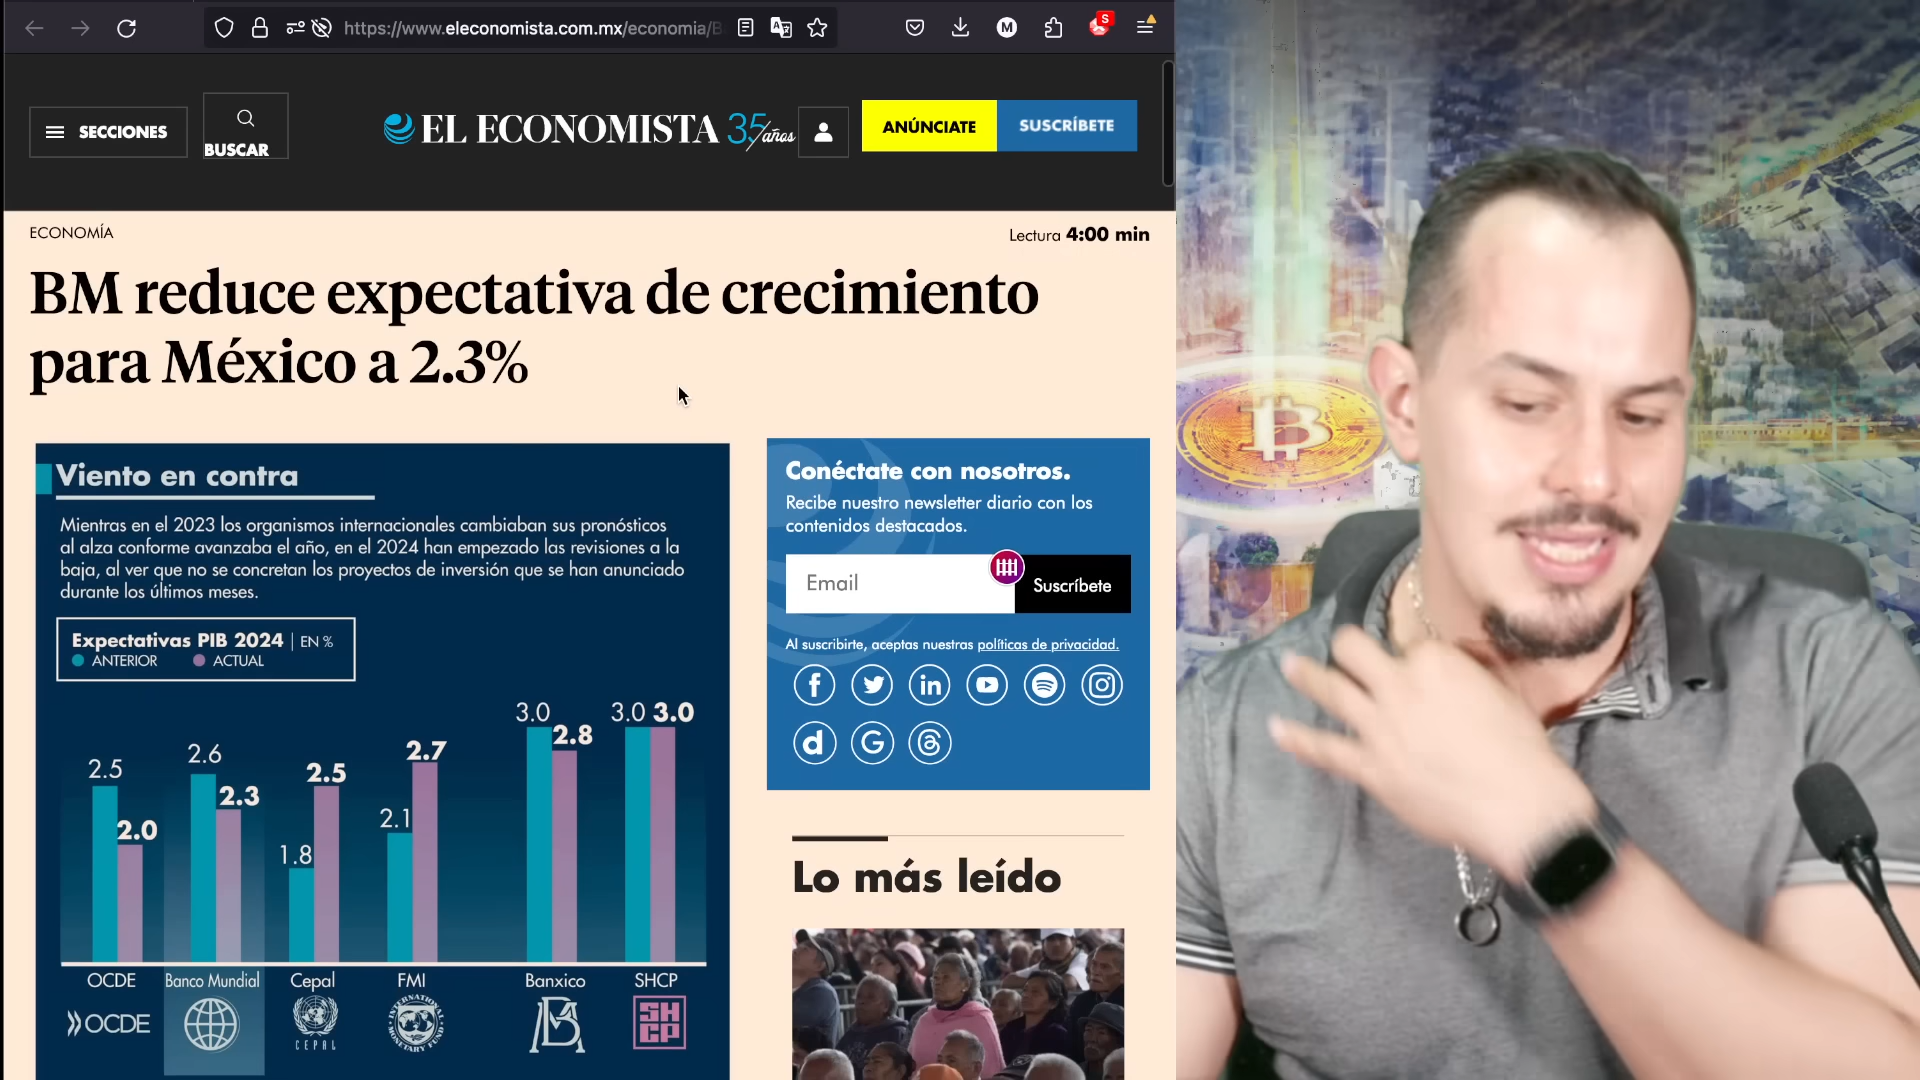 https://www.eleconomista.com.mx/economia/B
M
S
SECCIONES
BUSCAR
EL ECONOMISTA 35 años
ANÚNCIATE
SUSCRÍBETE
ECONOMÍA
Lectura 4:00 min
BM reduce expectativa de crecimiento
para México a 2.3%
Viento en contra
Mientras en el 2023 los organismos internacionales cambiaban sus pronósticos
al alza conforme avanzaba el año, en el 2024 han empezado las revisiones a la
baja, al ver que no se concretan los proyectos de inversión que se han anunciado
durante los últimos meses.
Expectativas PIB 2024 | EN %
ANTERIOR ACTUAL
2.5 2.0
2.6 2.3
1.8 2.5
2.1 2.7
3.0 2.8
3.0 3.0
OCDE Banco Mundial Cepal FMI Banxico SHCP
OCDE
CEPAL
INTERNATIONAL MONETARY FUND
SHCP
Conéctate con nosotros.
Recibe nuestro newsletter diario con los
contenidos destacados.
Email
Suscríbete
Al suscribirte, aceptas nuestras políticas de privacidad.
Lo más leído